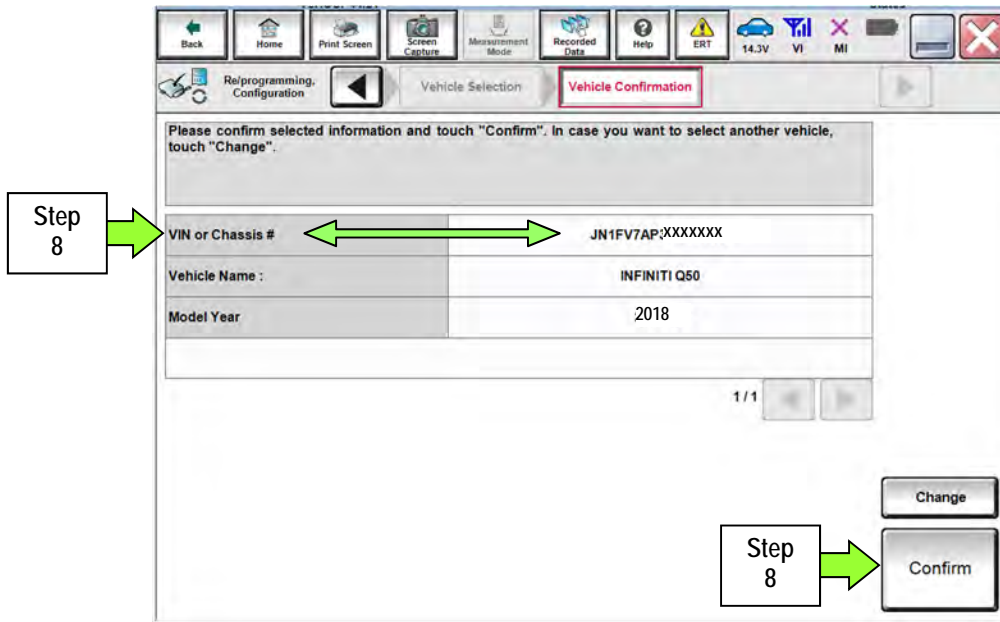 Back
Home
Print Screen
Screen
Capture
Measurement
Mode
Recorded
Data
Help
ERT
14.3V
VI
MI
Re/programming,
Configuration
Vehicle Selection
Vehicle Confirmation
Please confirm selected information and touch "Confirm". In case you want to select another vehicle,
touch "Change".
Step
8
VIN or Chassis # JN1FV7AP XXXXXXX
Vehicle Name : INFINITI Q50
Model Year 2018
1/1
Change
Step
8
Confirm